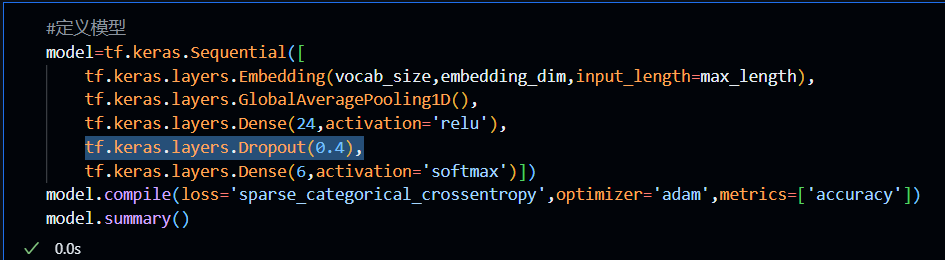 #定义模型
model=tf.keras.Sequential([
    tf.keras.layers.Embedding(vocab_size,embedding_dim,input_length=max_length),
    tf.keras.layers.GlobalAveragePooling1D(),
    tf.keras.layers.Dense(24,activation='relu'),
    tf.keras.layers.Dropout(0.4),
    tf.keras.layers.Dense(6,activation='softmax')])
model.compile(loss='sparse_categorical_crossentropy',optimizer='adam',metrics=['accuracy'])
model.summary()
✓ 0.0s